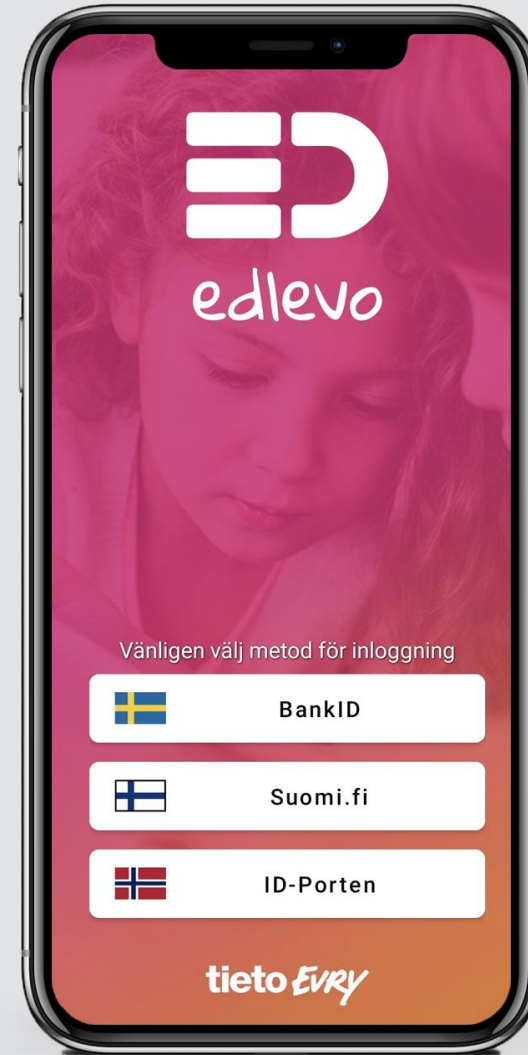 edlevo
Vänligen välj metod för inloggning
BankID
Suomi.fi
ID-Porten
tieto EVRY